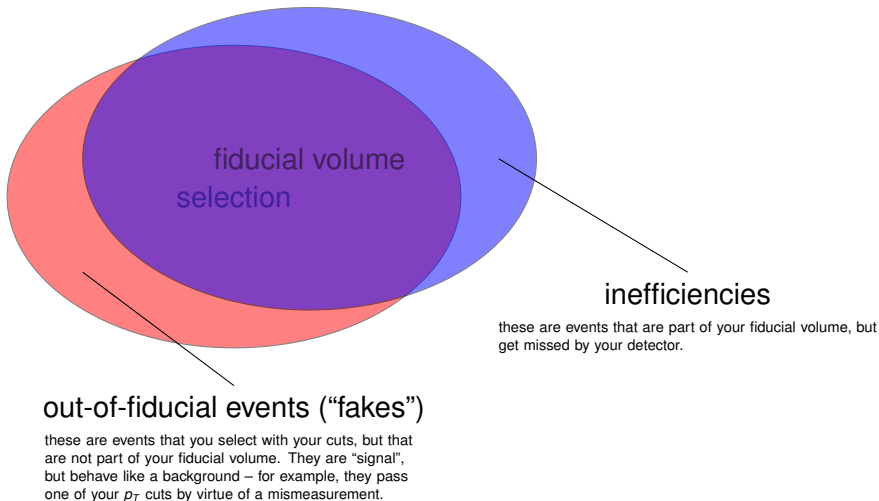 fiducial volume
selection
inefficiencies
these are events that are part of your fiducial volume, but
get missed by your detector.
out-of-fiducial events (“fakes”)
these are events that you select with your cuts, but that
are not part of your fiducial volume. They are “signal”,
but behave like a background – for example, they pass
one of your p_T cuts by virtue of a mismeasurement.